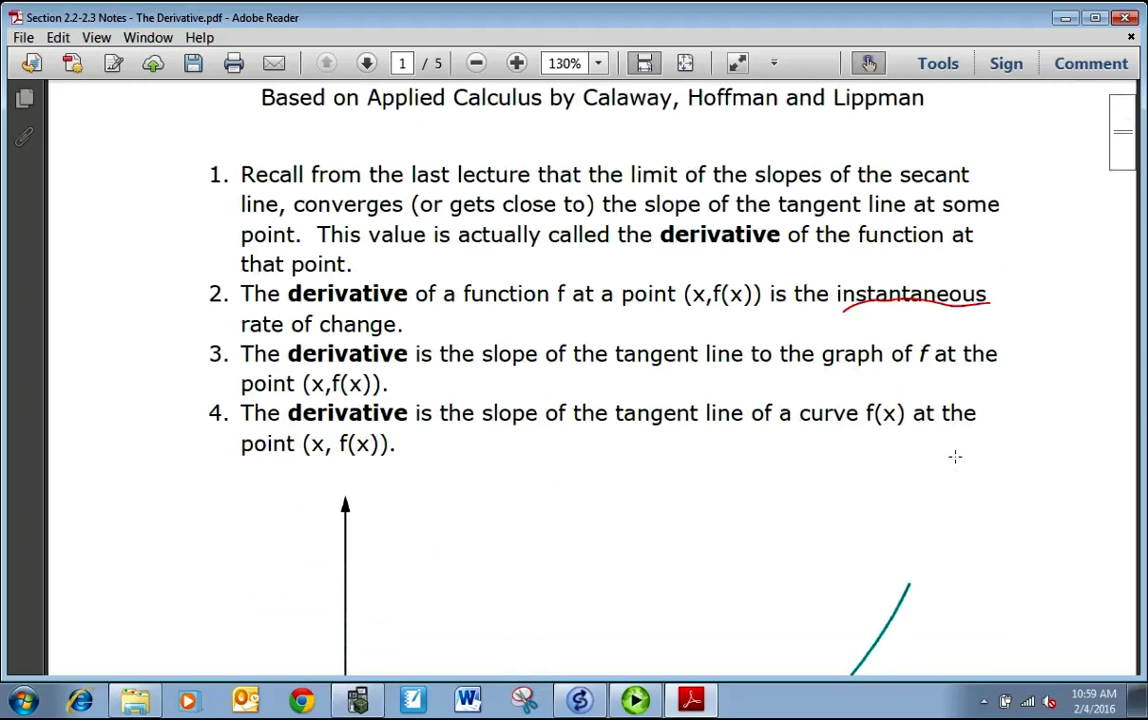 Section 2.2-2.3 Notes - The Derivative.pdf - Adobe Reader
File Edit View Window Help
1 / 5 130% Tools Sign Comment
Based on Applied Calculus by Calaway, Hoffman and Lippman
1. Recall from the last lecture that the limit of the slopes of the secant
line, converges (or gets close to) the slope of the tangent line at some
point. This value is actually called the derivative of the function at
that point.
2. The derivative of a function f at a point (x,f(x)) is the instantaneous
rate of change.
3. The derivative is the slope of the tangent line to the graph of f at the
point (x,f(x)).
4. The derivative is the slope of the tangent line of a curve f(x) at the
point (x, f(x)).
10:59 AM
2/4/2016